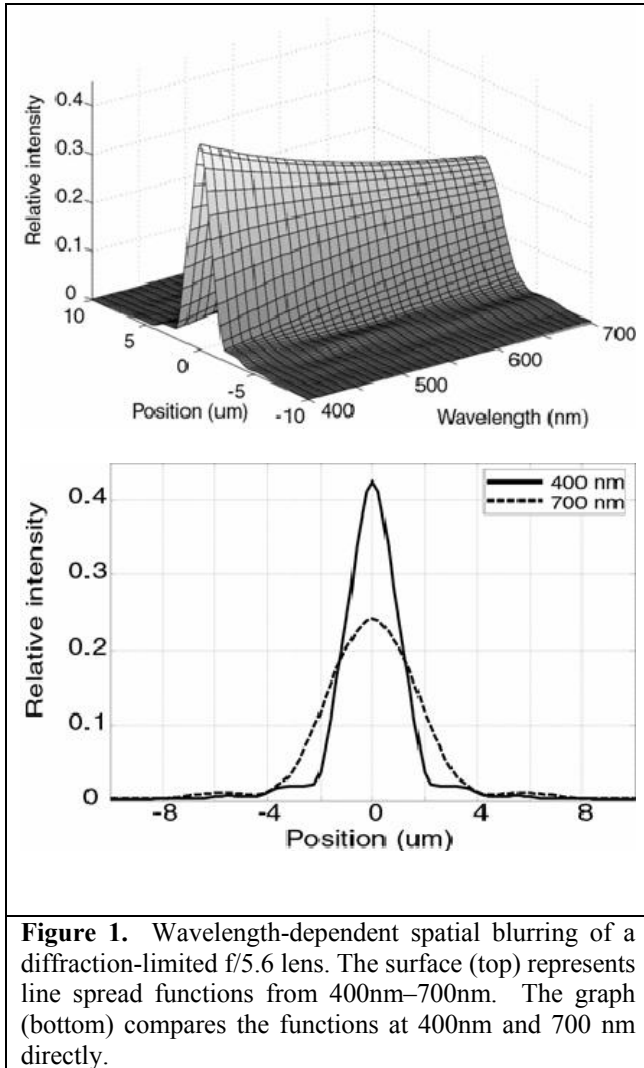 0.4
0.3
0.2
0.1
0
Relative intensity
10
5
0
-5
-10
Position (um)
400
500
600
700
Wavelength (nm)
400 nm
700 nm
0.4
0.3
0.2
0.1
0
Relative intensity
-8
-4
0
4
8
Position (um)
Figure 1. Wavelength-dependent spatial blurring of a
diffraction-limited f/5.6 lens. The surface (top) represents
line spread functions from 400nm–700nm. The graph
(bottom) compares the functions at 400nm and 700 nm
directly.